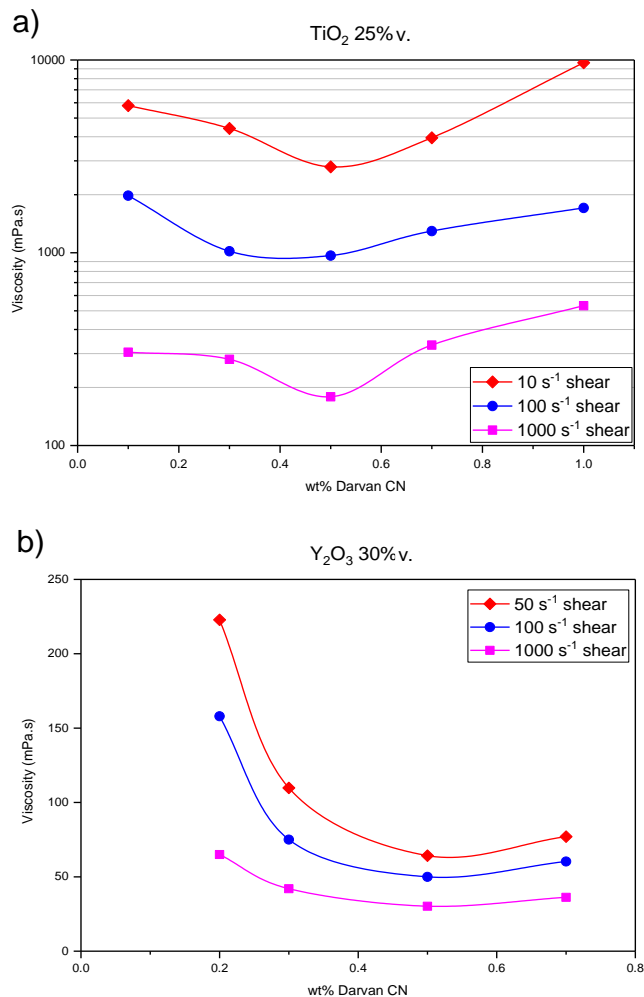 a)
TiO₂ 25% v.
10000
1000
100
Viscosity (mPa.s)
10 s⁻¹ shear
100 s⁻¹ shear
1000 s⁻¹ shear
0.0 0.2 0.4 0.6 0.8 1.0
wt% Darvan CN
b)
Y₂O₃ 30% v.
250
200
150
100
50
0
Viscosity (mPa.s)
50 s⁻¹ shear
100 s⁻¹ shear
1000 s⁻¹ shear
0.0 0.2 0.4 0.6 0.8
wt% Darvan CN